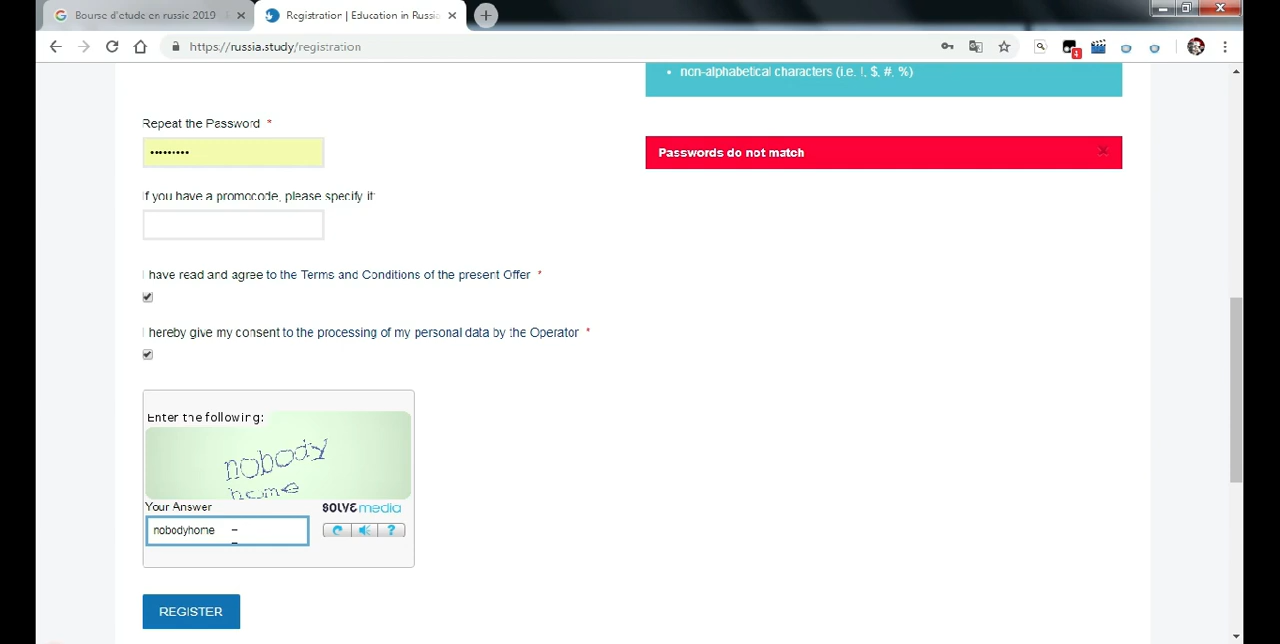 Bourse d'etude en russie 2019
Registration | Education in Russia
https://russia.study/registration
4
non-alphabetical characters (i.e. !, $, #, %)
Repeat the Password *
•••••••••
Passwords do not match
If you have a promocode, please specify it
I have read and agree to the Terms and Conditions of the present Offer *
I hereby give my consent to the processing of my personal data by the Operator *
Enter the following:
nobody
home
Your Answer
SOLVEmedia
nobodyhome
?
REGISTER